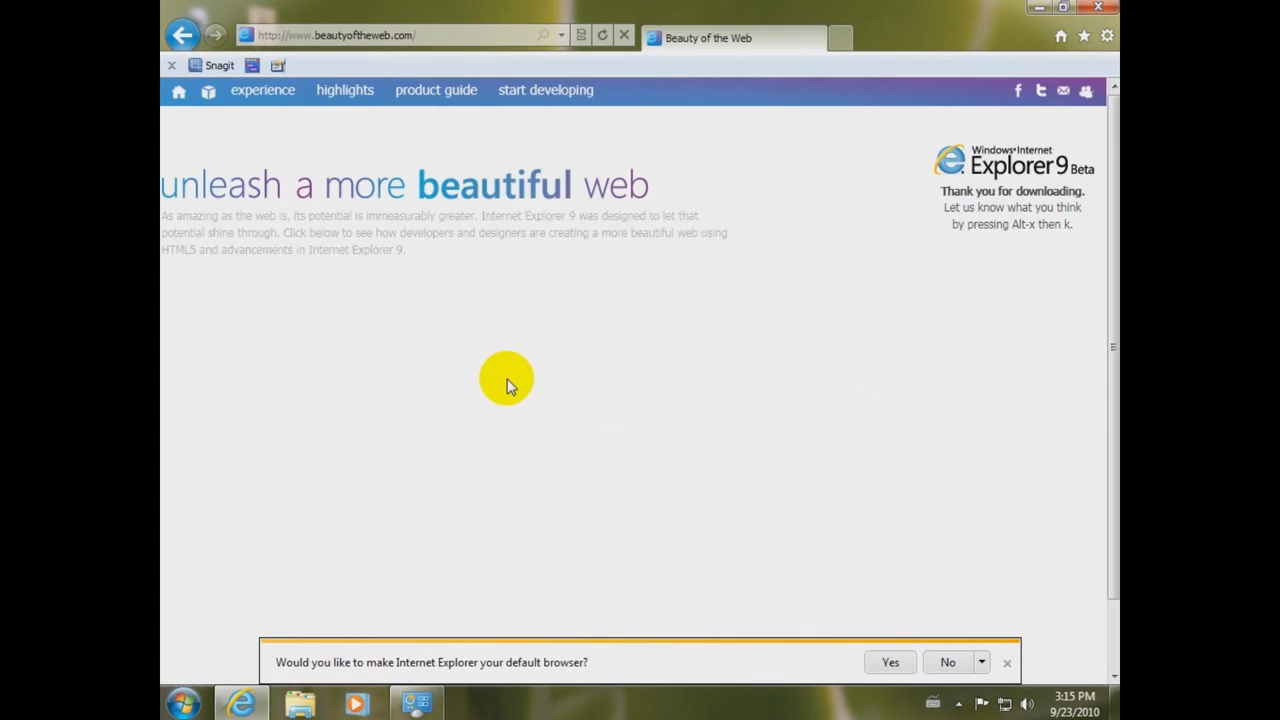 http://www.beautyoftheweb.com/
Beauty of the Web
Snagit
experience
highlights
product guide
start developing
Windows Internet
Explorer 9 Beta
Thank you for downloading.
Let us know what you think
by pressing Alt-x then k.
unleash a more beautiful web
As amazing as the web is, its potential is immeasurably greater. Internet Explorer 9 was designed to let that
potential shine through. Click below to see how developers and designers are creating a more beautiful web using
HTML5 and advancements in Internet Explorer 9.
Would you like to make Internet Explorer your default browser?
Yes
No
3:15 PM
9/23/2010